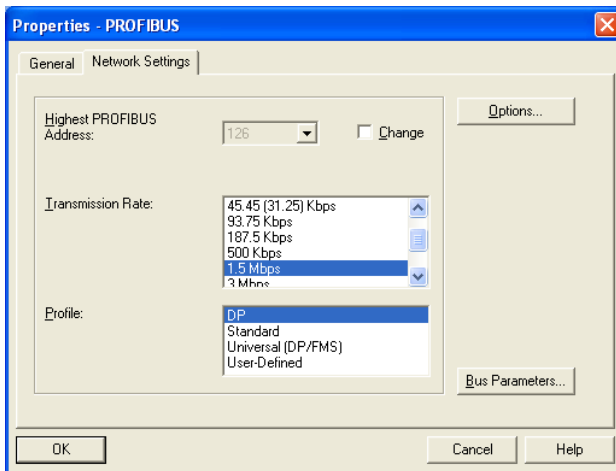 Properties - PROFIBUS
General Network Settings
Highest PROFIBUS
Address:
126
Change
Options...
Transmission Rate:
45.45 (31.25) Kbps
93.75 Kbps
187.5 Kbps
500 Kbps
1.5 Mbps
3 Mbps
Profile:
DP
Standard
Universal (DP/FMS)
User-Defined
Bus Parameters...
OK
Cancel
Help